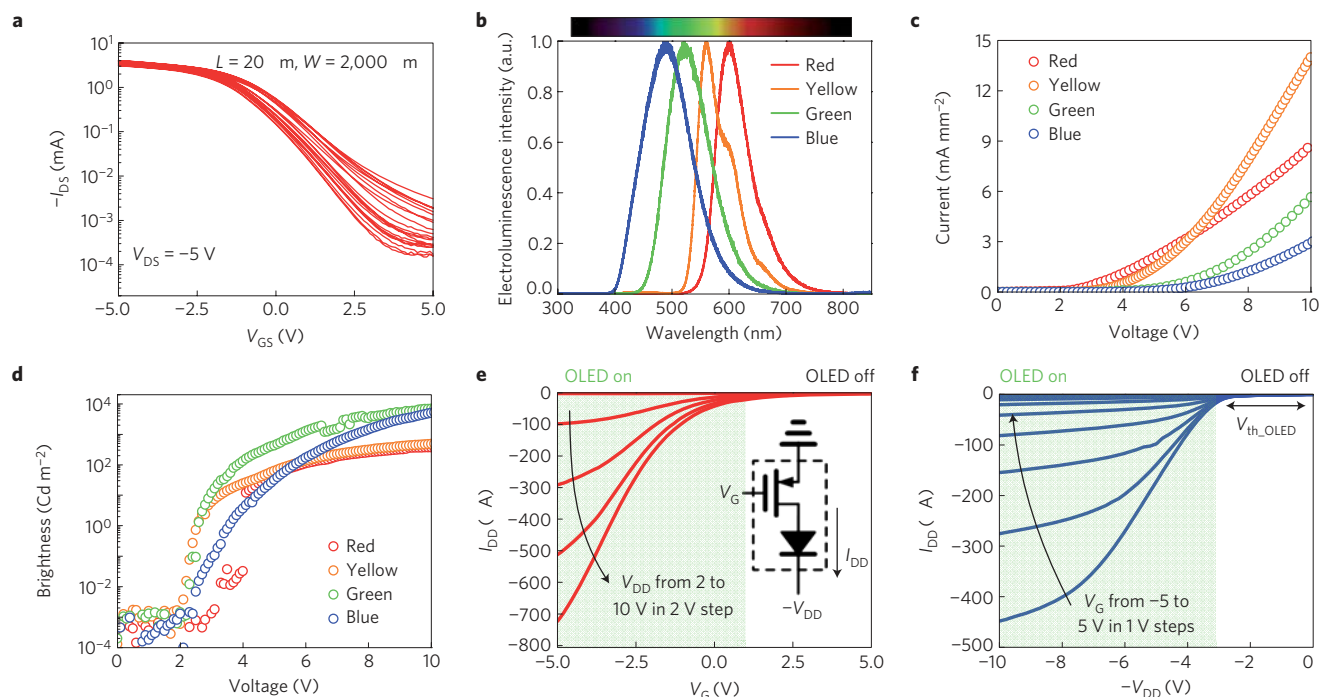 a
10¹
10⁰
10⁻¹
10⁻²
10⁻³
10⁻⁴
−I_DS (mA)
L = 20 m, W = 2,000 m
V_DS = −5 V
−5.0 −2.5 0.0 2.5 5.0
V_GS (V)
b
1.0
0.8
0.6
0.4
0.2
0.0
Electroluminescence intensity (a.u.)
Red
Yellow
Green
Blue
300 400 500 600 700 800
Wavelength (nm)
c
15
12
9
6
3
0
Current (mA mm⁻²)
Red
Yellow
Green
Blue
0 2 4 6 8 10
Voltage (V)
d
10⁴
10²
10⁰
10⁻²
10⁻⁴
Brightness (Cd m⁻²)
Red
Yellow
Green
Blue
0 2 4 6 8 10
Voltage (V)
e
OLED on OLED off
0
−100
−200
−300
−400
−500
−600
−700
−800
I_DD ( A)
V_G
I_DD
−V_DD
V_DD from 2 to
10 V in 2 V step
−5.0 −2.5 0.0 2.5 5.0
V_G (V)
f
OLED on OLED off
0
−100
−200
−300
−400
−500
I_DD ( A)
V_th_OLED
V_G from −5 to
5 V in 1 V steps
−10 −8 −6 −4 −2 0
−V_DD (V)